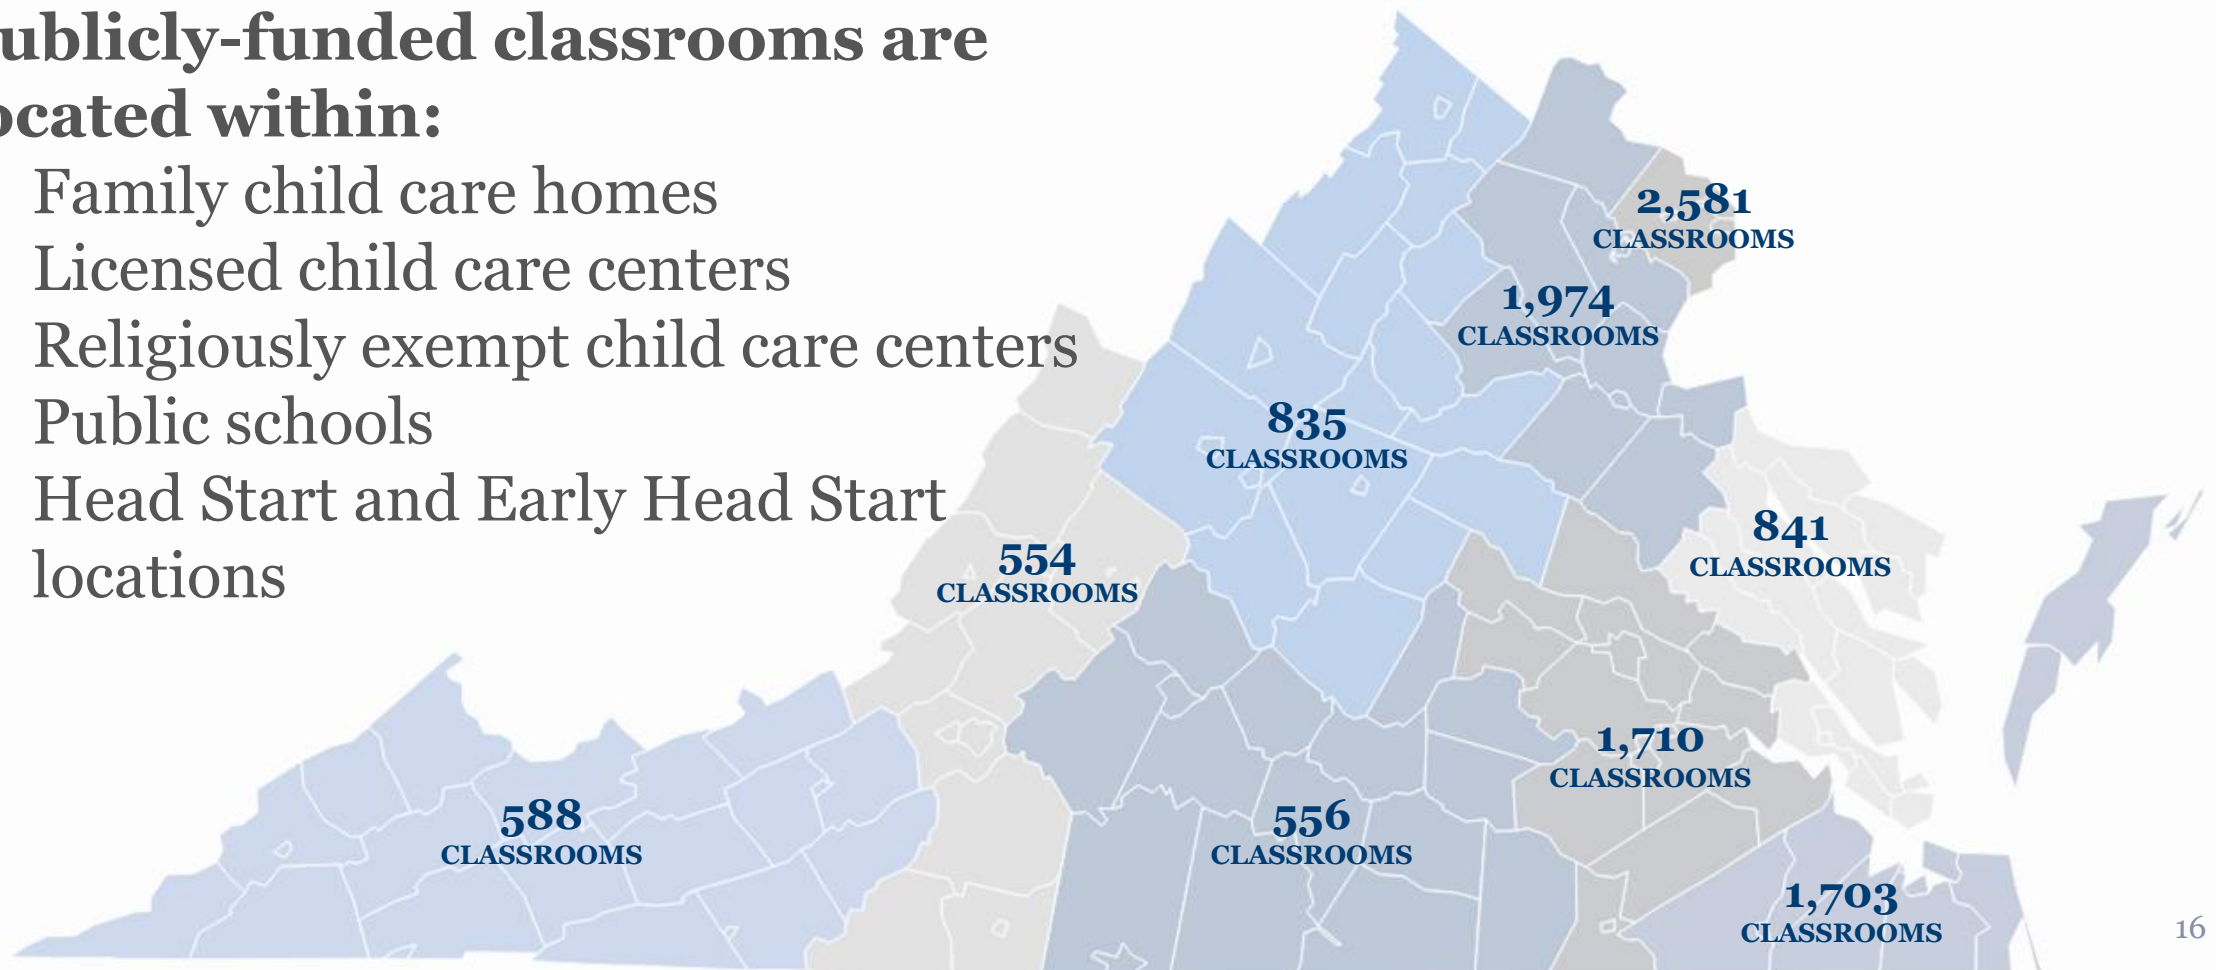 ublicly-funded classrooms are
ocated within:
Family child care homes
Licensed child care centers
Religiously exempt child care centers
Public schools
Head Start and Early Head Start
locations
2,581
CLASSROOMS
1,974
CLASSROOMS
835
CLASSROOMS
841
CLASSROOMS
554
CLASSROOMS
1,710
CLASSROOMS
588
CLASSROOMS
556
CLASSROOMS
1,703
CLASSROOMS
16